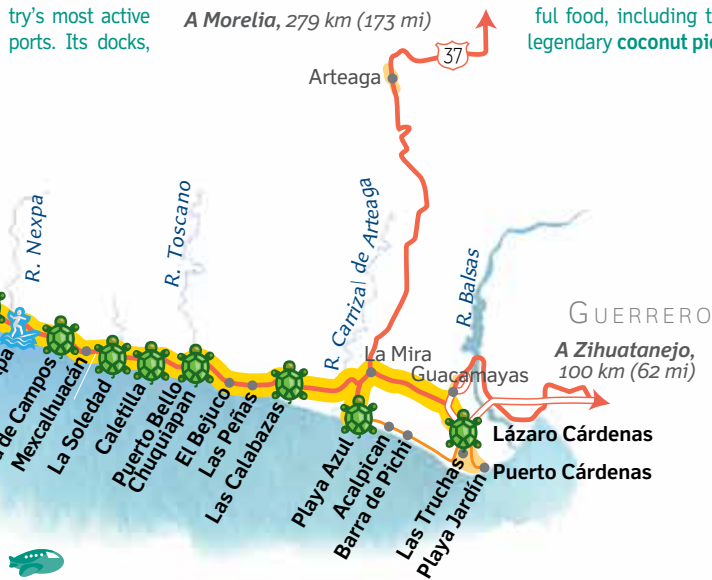 try's most active
ports. Its docks,
A Morelia, 279 km (173 mi)
ful food, including t
legendary coconut pi
37
Arteaga
R. Nexpa
R. Toscano
R. Carrizal de Arteaga
R. Balsas
GUERRERO
A Zihuatanejo,
100 km (62 mi)
La Mira
Guacamayas
pa
de Campos
Mexcalhuacán
La Soledad
Caletilla
Puerto Bello
Chuquiapan
El Bejuco
Las Peñas
Las Calabazas
Playa Azul
Acalpican
Barra de Pichi
Las Truchas
Playa Jardín
Lázaro Cárdenas
Puerto Cárdenas